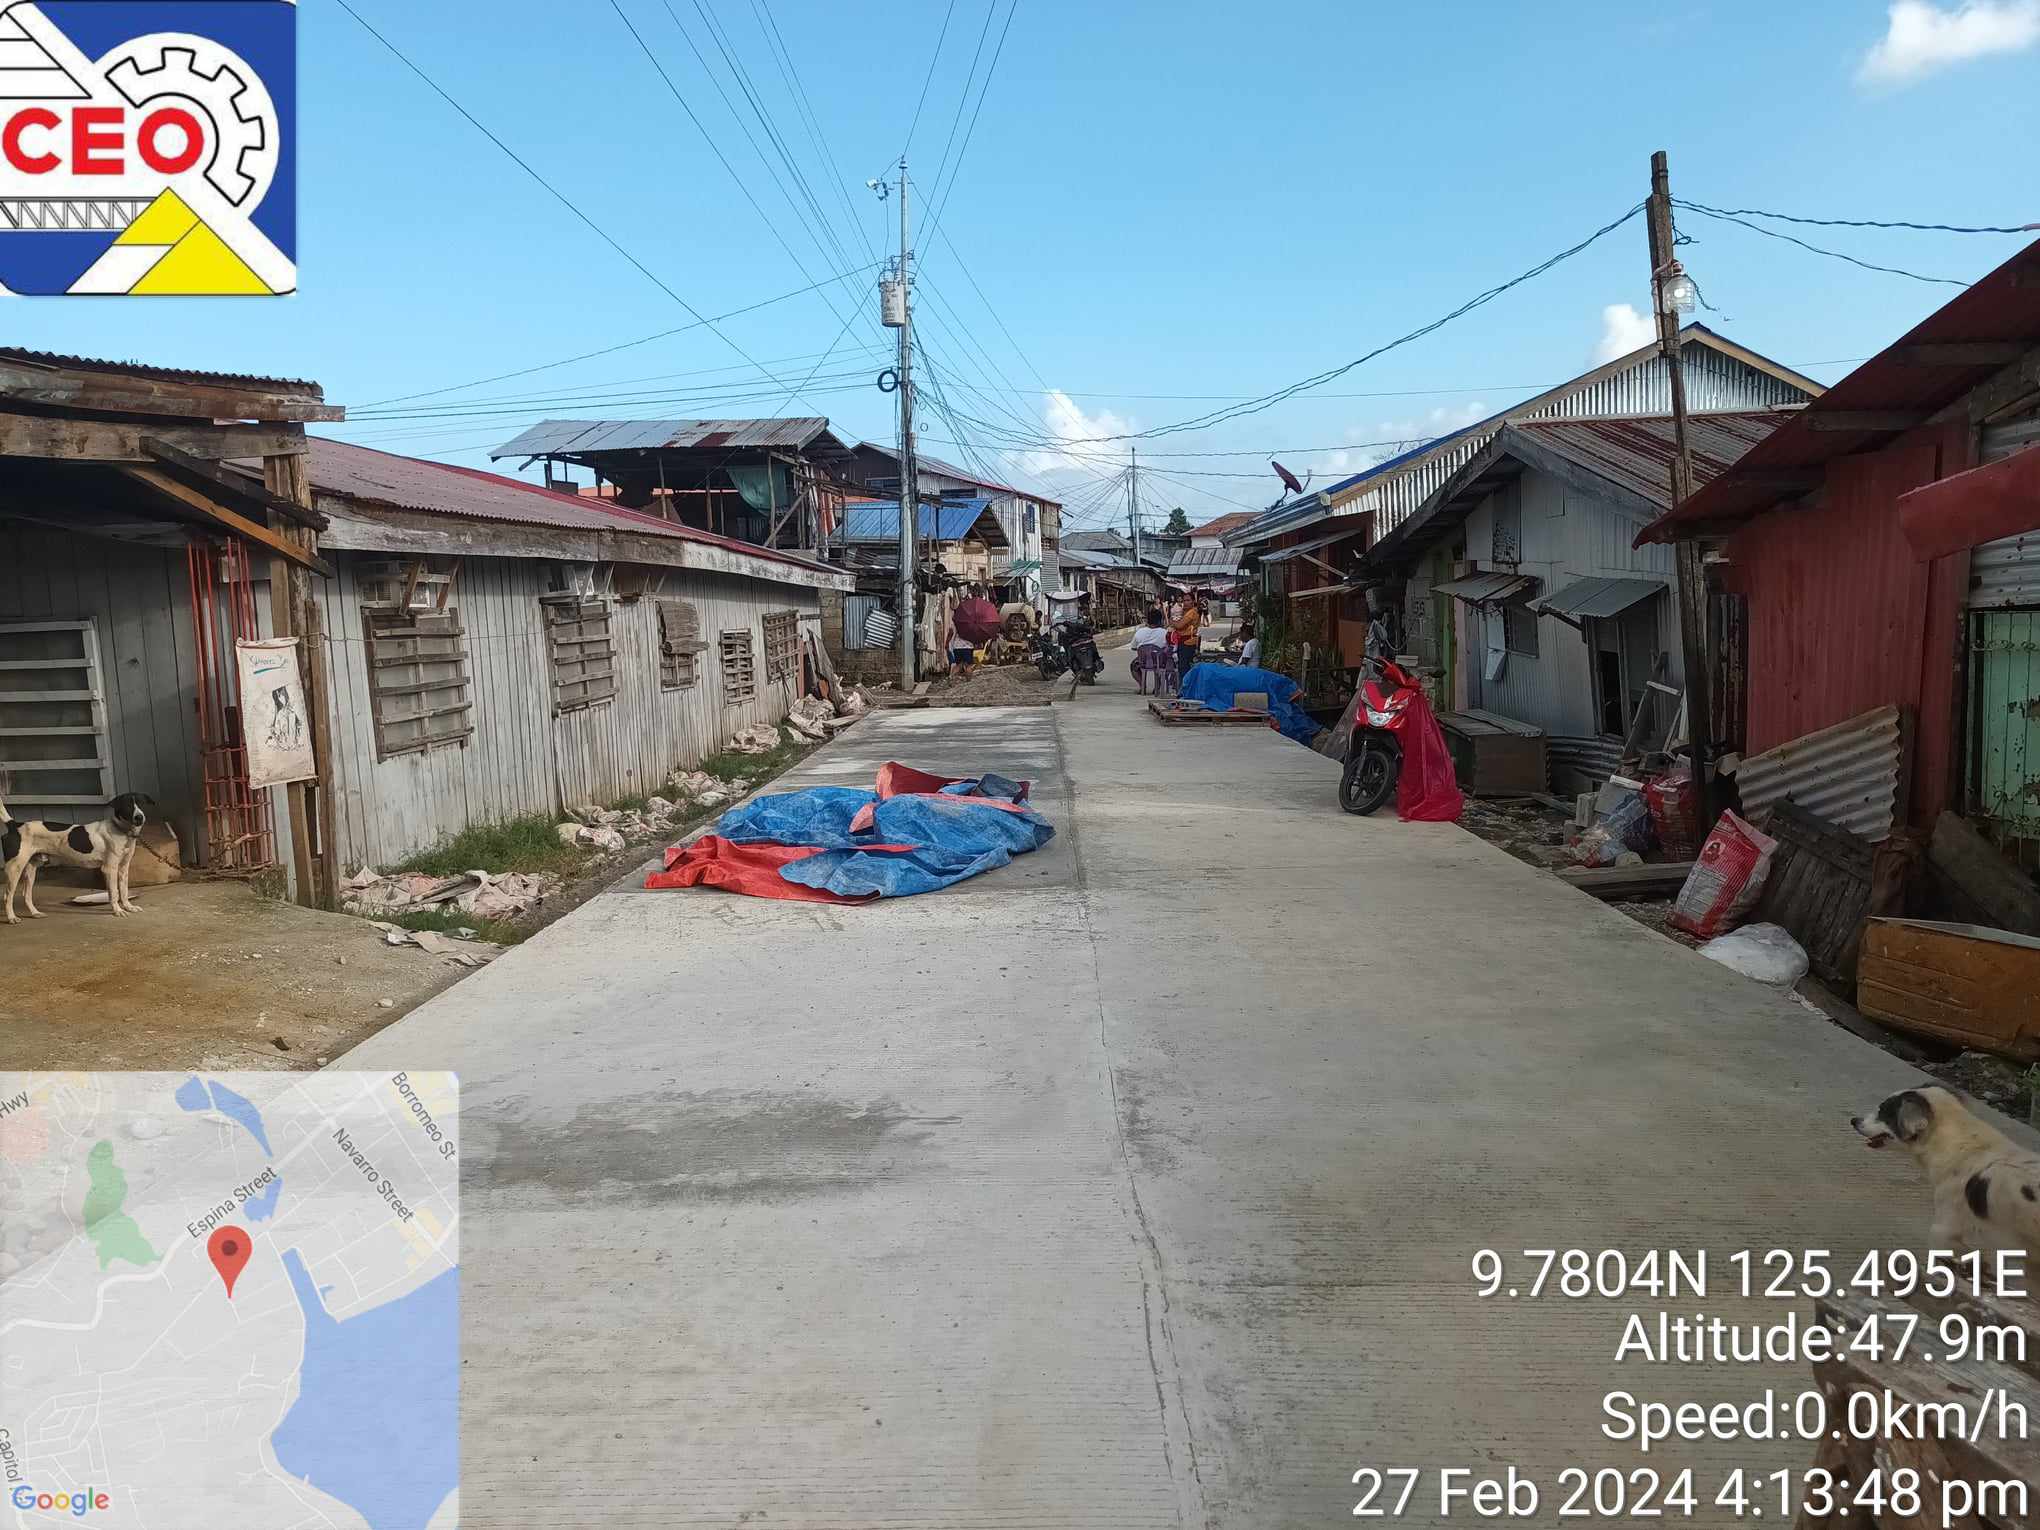 CEO
Hwy
Borromeo St
Navarro Street
Espina Street
Capitol
Google
9.7804N 125.4951E
Altitude:47.9m
Speed:0.0km/h
27 Feb 2024 4:13:48 pm